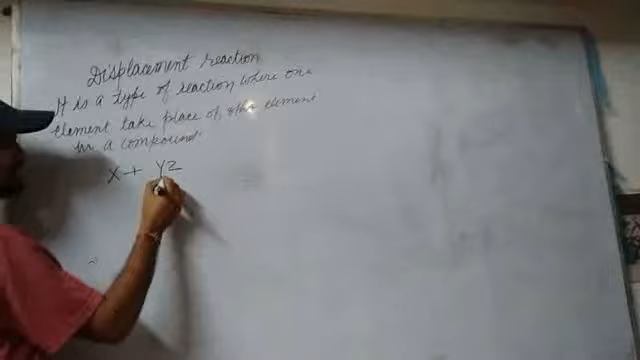 Displacement reaction
It is a type of reaction where one
element take place of other element
in a compound.
X + YZ